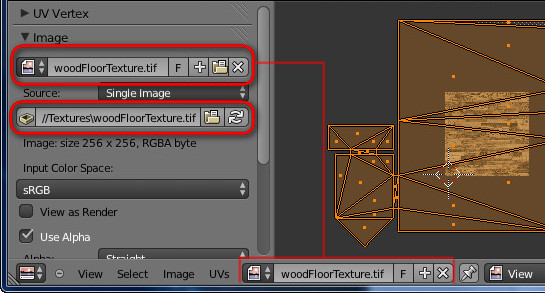 UV Vertex
Image
woodFloorTexture.tif F
Source: Single Image
//Textures\woodFloorTexture.tif
Image: size 256 x 256, RGBA byte
Input Color Space:
sRGB
View as Render
Use Alpha
Alpha: Straight
View Select Image UVs woodFloorTexture.tif F View